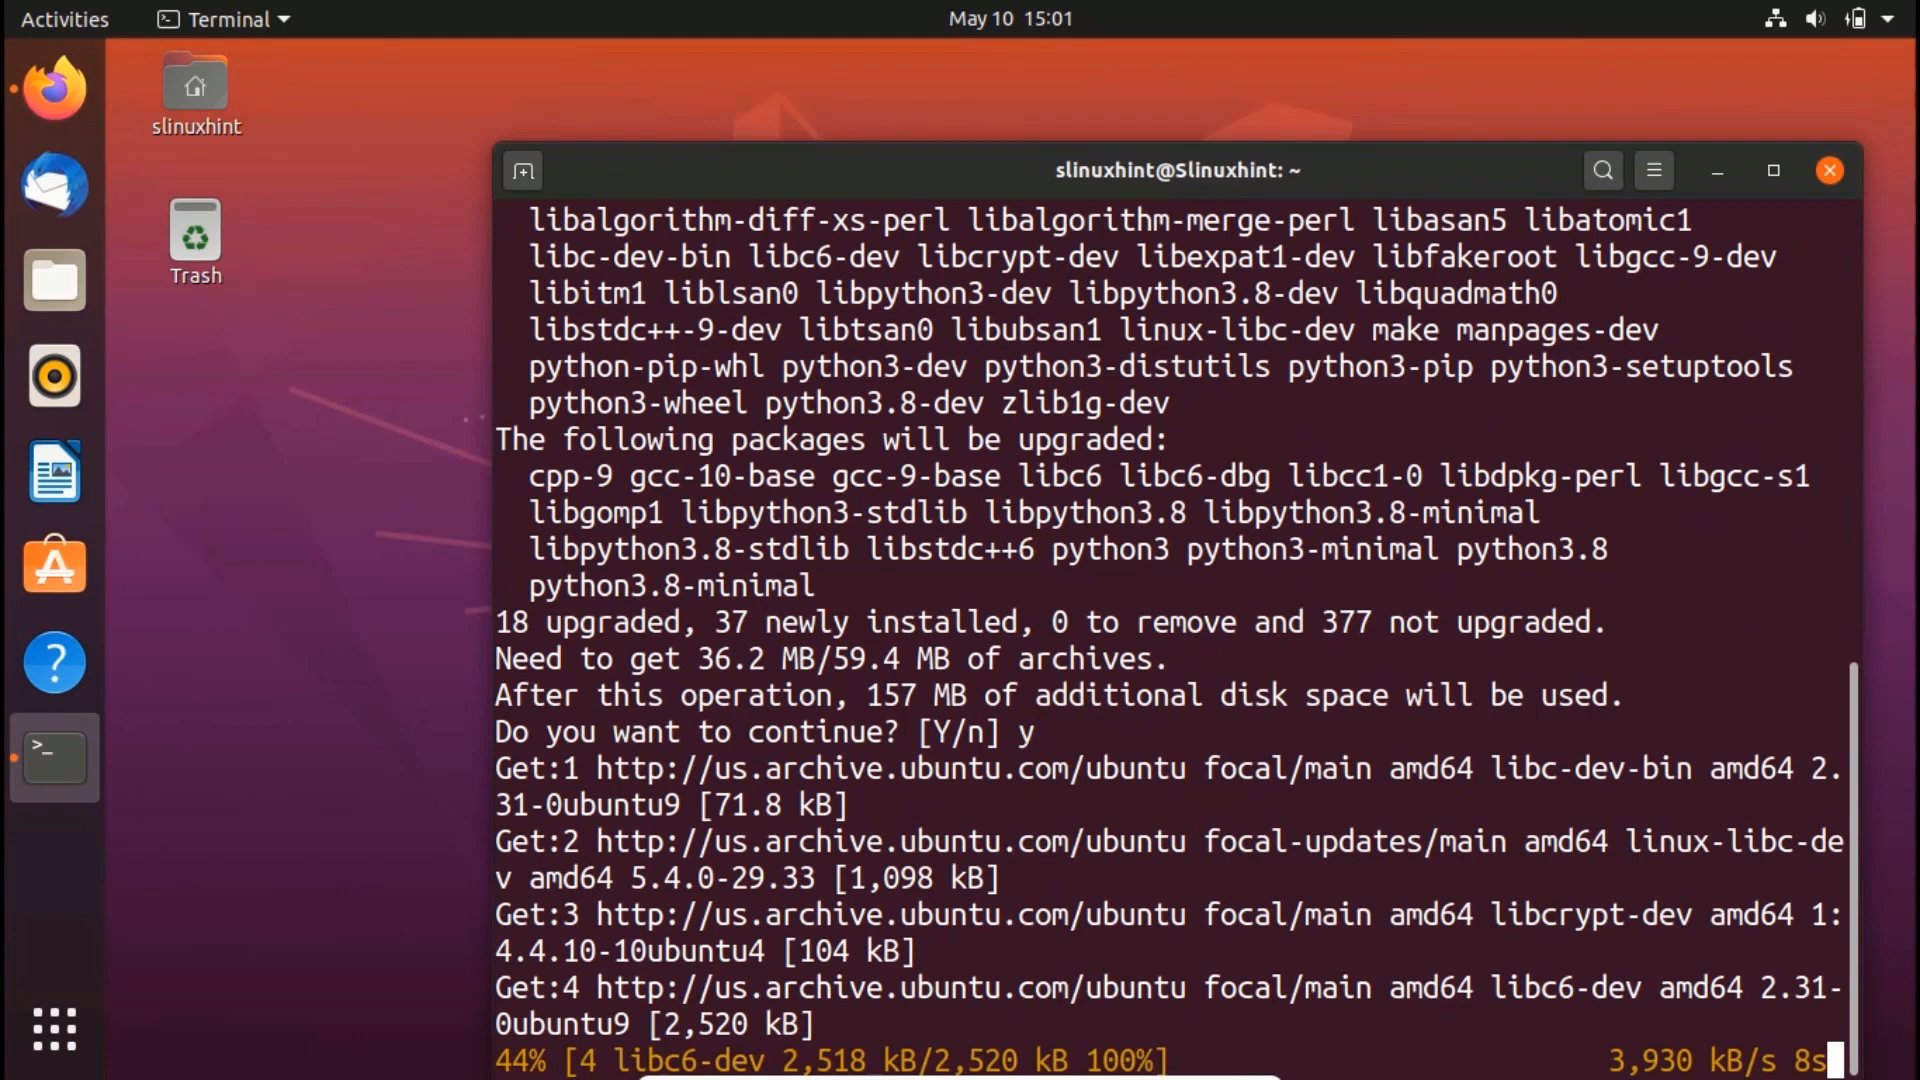 Activities
Terminal
May 10 15:01
slinuxhint
Trash
slinuxhint@Slinuxhint: ~
libalgorithm-diff-xs-perl libalgorithm-merge-perl libasan5 libatomic1
libc-dev-bin libc6-dev libcrypt-dev libexpat1-dev libfakeroot libgcc-9-dev
libitm1 liblsan0 libpython3-dev libpython3.8-dev libquadmath0
libstdc++-9-dev libtsan0 libubsan1 linux-libc-dev make manpages-dev
python-pip-whl python3-dev python3-distutils python3-pip python3-setuptools
python3-wheel python3.8-dev zlib1g-dev
The following packages will be upgraded:
cpp-9 gcc-10-base gcc-9-base libc6 libc6-dbg libcc1-0 libdpkg-perl libgcc-s1
libgomp1 libpython3-stdlib libpython3.8 libpython3.8-minimal
libpython3.8-stdlib libstdc++6 python3 python3-minimal python3.8
python3.8-minimal
18 upgraded, 37 newly installed, 0 to remove and 377 not upgraded.
Need to get 36.2 MB/59.4 MB of archives.
After this operation, 157 MB of additional disk space will be used.
Do you want to continue? [Y/n] y
Get:1 http://us.archive.ubuntu.com/ubuntu focal/main amd64 libc-dev-bin amd64 2.
31-0ubuntu9 [71.8 kB]
Get:2 http://us.archive.ubuntu.com/ubuntu focal-updates/main amd64 linux-libc-de
v amd64 5.4.0-29.33 [1,098 kB]
Get:3 http://us.archive.ubuntu.com/ubuntu focal/main amd64 libcrypt-dev amd64 1:
4.4.10-10ubuntu4 [104 kB]
Get:4 http://us.archive.ubuntu.com/ubuntu focal/main amd64 libc6-dev amd64 2.31-
0ubuntu9 [2,520 kB]
44% [4 libc6-dev 2,518 kB/2,520 kB 100%] 3,930 kB/s 8s